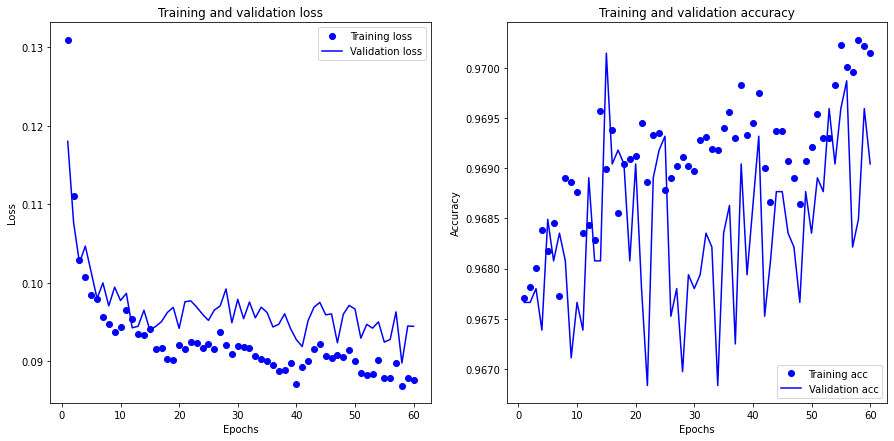 Training and validation loss
Training loss
Validation loss
0.13
0.12
0.11
0.10
0.09
Loss
0
10
20
30
40
50
60
Epochs
Training and validation accuracy
0.9700
0.9695
0.9690
0.9685
0.9680
0.9675
0.9670
Accuracy
Training acc
Validation acc
0
10
20
30
40
50
60
Epochs